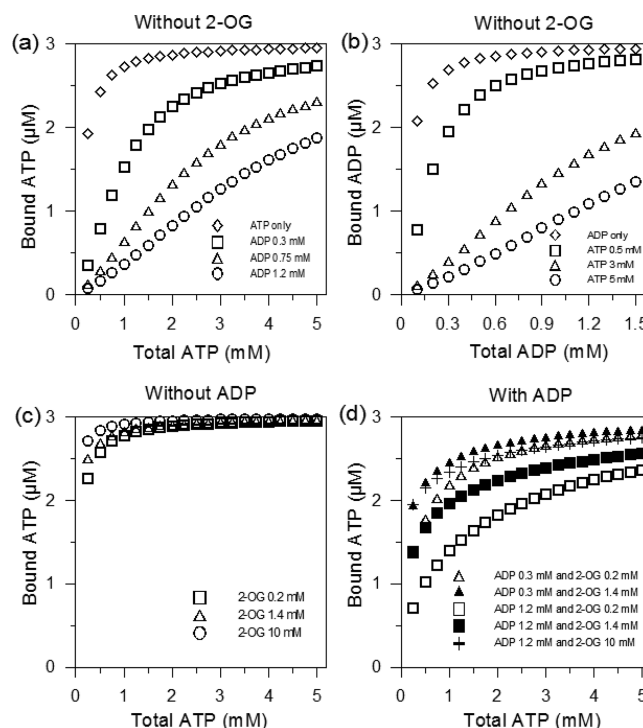 Without 2-OG
(a)
Bound ATP (µM)
3
2
1
0
ATP only
ADP 0.3 mM
ADP 0.75 mM
ADP 1.2 mM
0 1 2 3 4 5
Total ATP (mM)
Without 2-OG
(b)
Bound ADP (µM)
3
2
1
0
ADP only
ATP 0.5 mM
ATP 3 mM
ATP 5 mM
0.3 0.6 0.9 1.2 1.5
Total ADP (mM)
Without ADP
(c)
Bound ATP (µM)
3
2
1
0
2-OG 0.2 mM
2-OG 1.4 mM
2-OG 10 mM
0 1 2 3 4 5
Total ATP (mM)
With ADP
(d)
Bound ATP (µM)
3
2
1
0
ADP 0.3 mM and 2-OG 0.2 mM
ADP 0.3 mM and 2-OG 1.4 mM
ADP 1.2 mM and 2-OG 0.2 mM
ADP 1.2 mM and 2-OG 1.4 mM
ADP 1.2 mM and 2-OG 10 mM
0 1 2 3 4 5
Total ATP (mM)